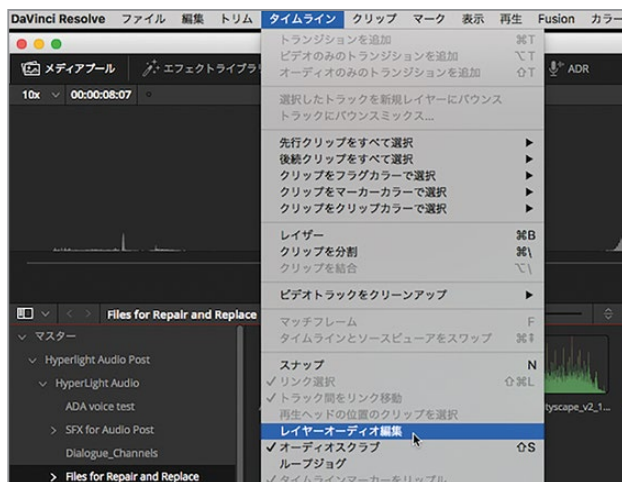 DaVinci Resolve ファイル 編集 トリム タイムライン クリップ マーク 表示 再生 Fusion カラー
メディアプール エフェクトライブラリ ADR
10x 00:00:08:07
トランジションを追加 ⌘T
ビデオのみのトランジションを追加 ⌥T
オーディオのみのトランジションを追加 ⇧T
選択したトラックを新規レイヤーにバウンス
トラックにバウンスミックス...
先行クリップをすべて選択 ▶
後続クリップをすべて選択 ▶
クリップをフラグカラーで選択 ▶
クリップをマーカーカラーで選択 ▶
クリップをクリップカラーで選択 ▶
レイザー ⌘B
クリップを分割 ⌘\
クリップを結合 ⌥\
ビデオトラックをクリーンアップ ▶
マッチフレーム F
タイムラインとソースビューアをスワップ
スナップ N
✓リンク選択 ⇧⌘L
✓トラック間をリンク移動
再生ヘッドの位置のクリップを選択
レイヤーオーディオ編集
✓オーディオスクラブ ⇧S
ループジョグ
✓タイムラインマーカーをリップル
Files for Repair and Replace
マスター
Hyperlight Audio Post
HyperLight Audio
ADA voice test
SFX for Audio Post
Dialogue_Channels
Files for Repair and Replace
tyscape_v2_1...